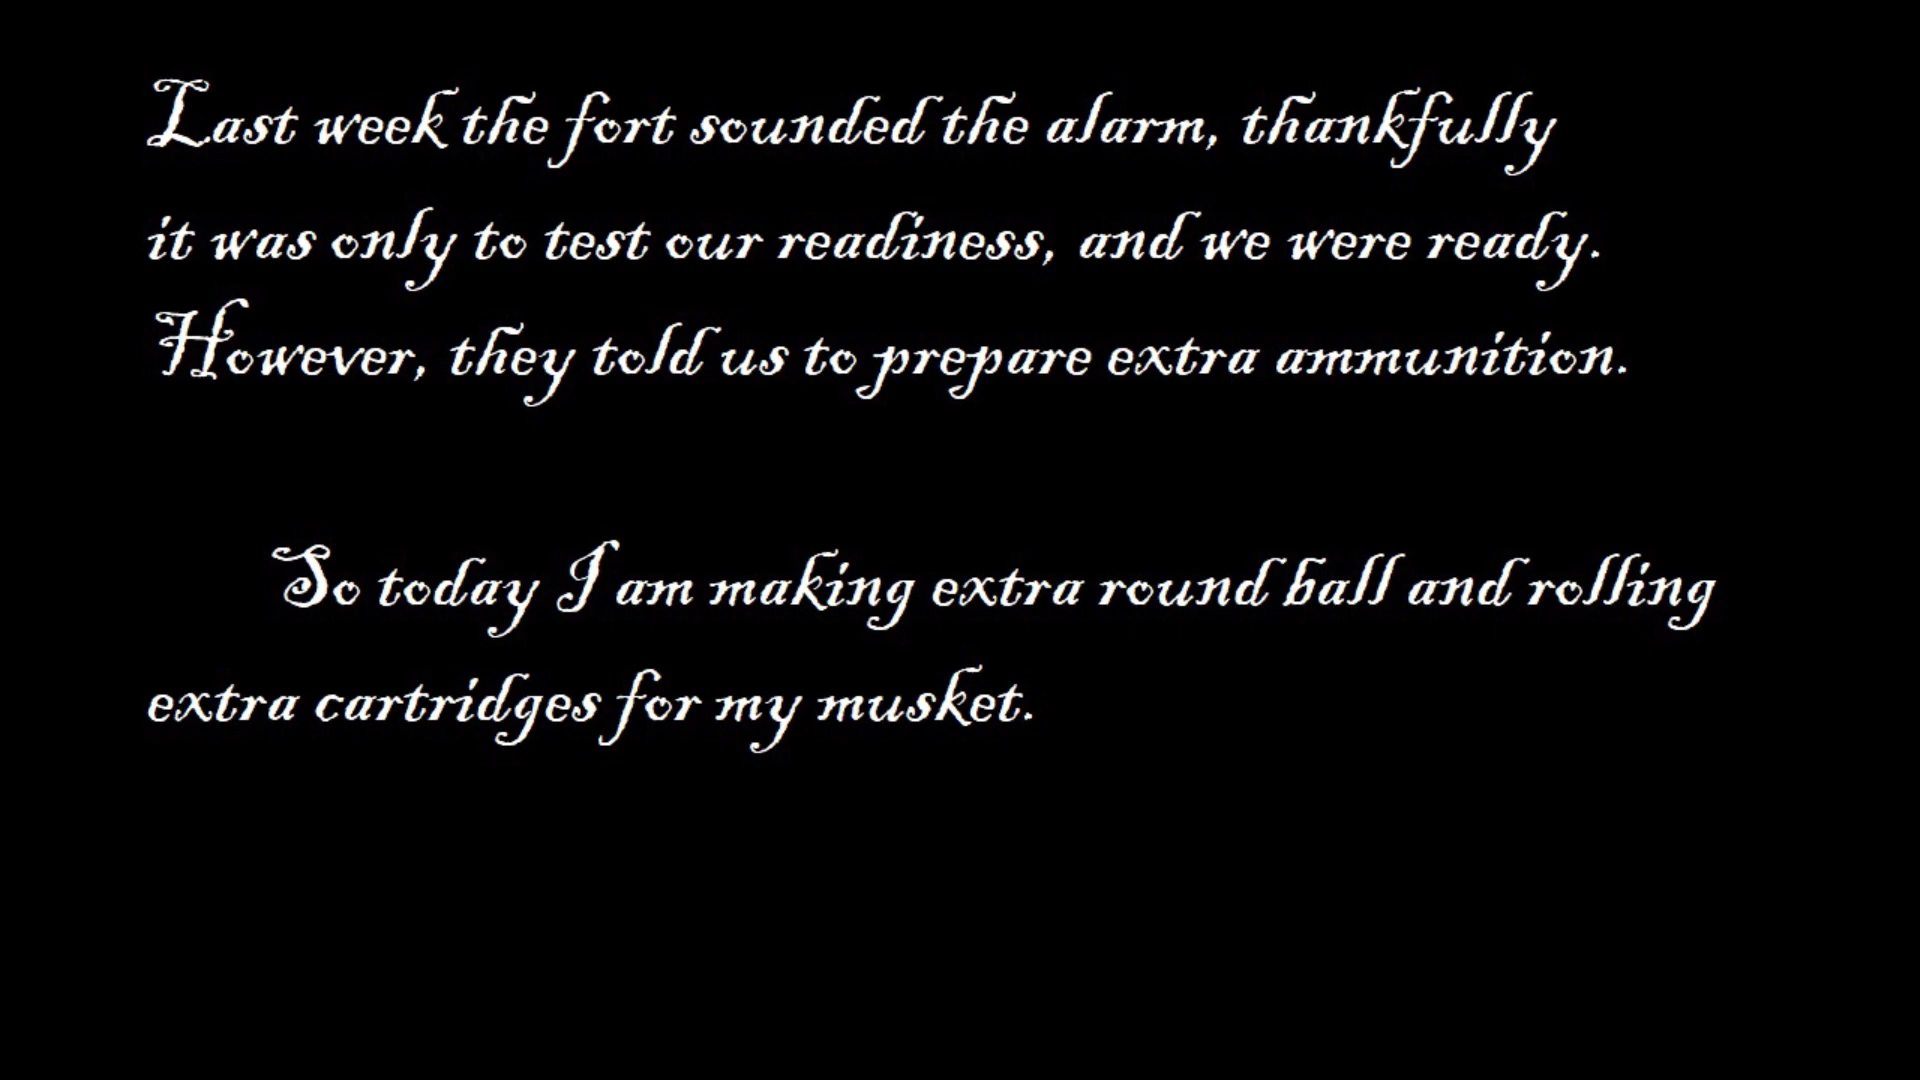 Last week the fort sounded the alarm, thankfully
it was only to test our readiness, and we were ready.
However, they told us to prepare extra ammunition.
So today I am making extra round ball and rolling
extra cartridges for my musket.